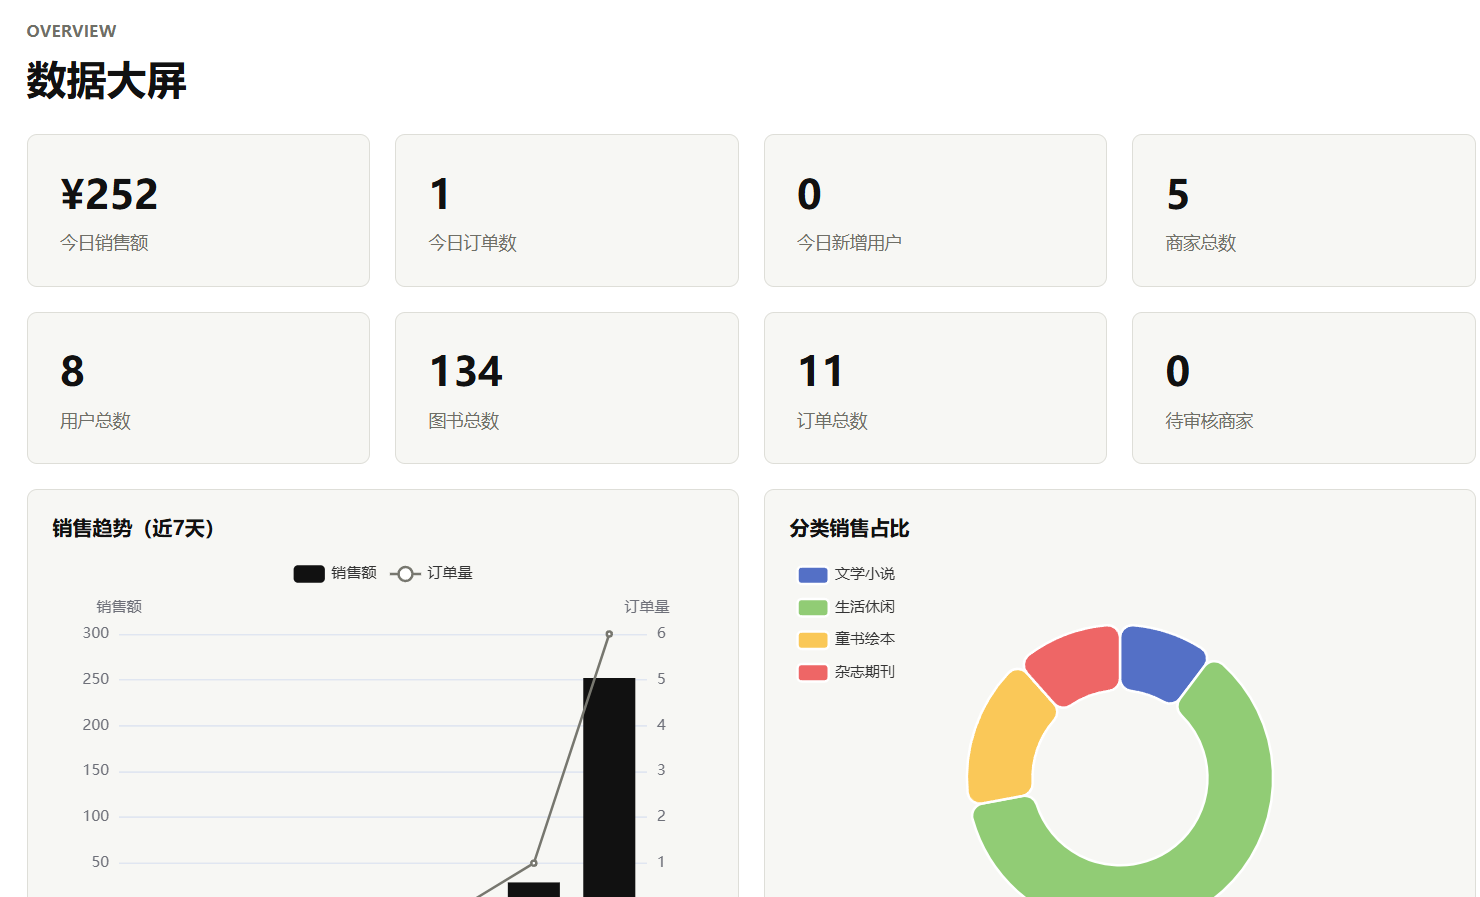 OVERVIEW
数据大屏
¥252
今日销售额
1
今日订单数
0
今日新增用户
5
商家总数
8
用户总数
134
图书总数
11
订单总数
0
待审核商家
销售趋势（近7天）
销售额 订单量
销售额 订单量
300 6
250 5
200 4
150 3
100 2
50 1
分类销售占比
文学小说
生活休闲
童书绘本
杂志期刊